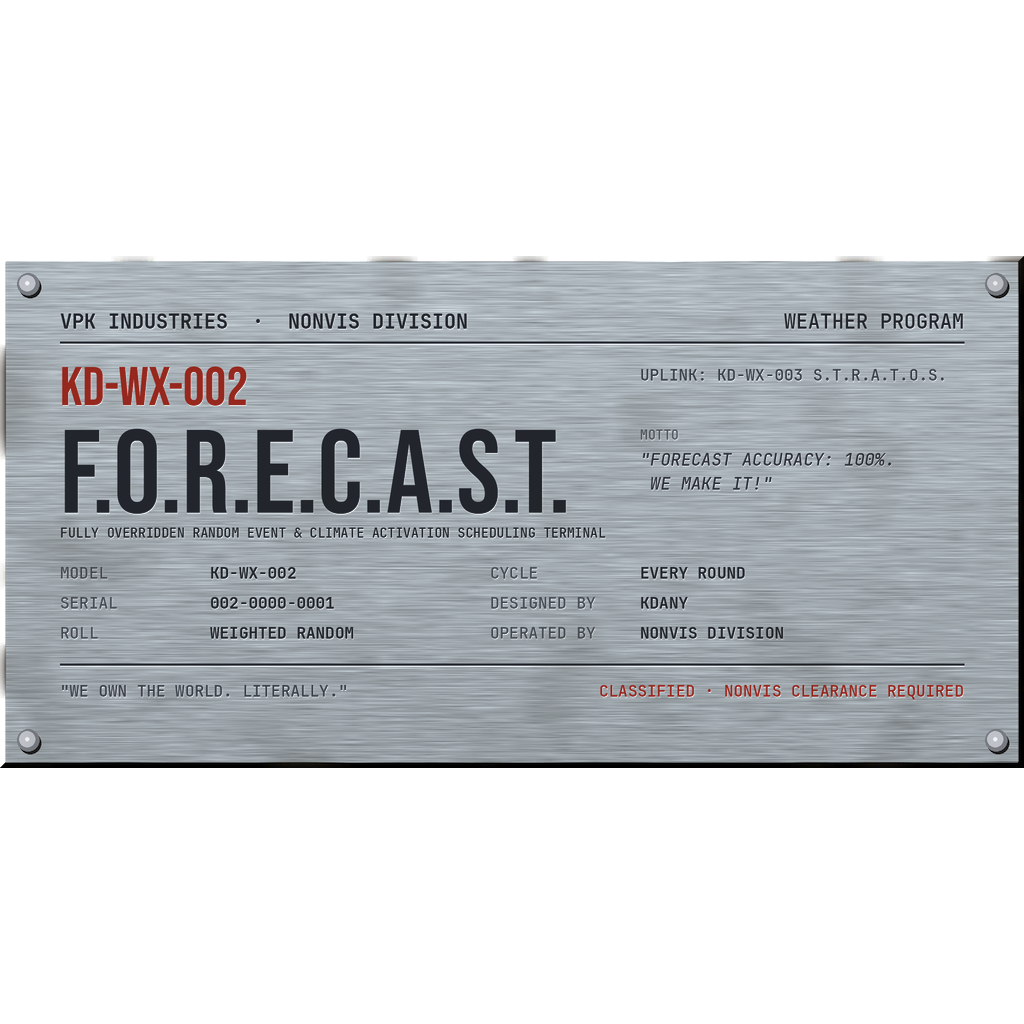 VPK INDUSTRIES · NONVIS DIVISION
WEATHER PROGRAM
KD-WX-002
UPLINK: KD-WX-003 S.T.R.A.T.O.S.
F.O.R.E.C.A.S.T.
MOTTO
"FORECAST ACCURACY: 100%.
WE MAKE IT!"
FULLY OVERRIDDEN RANDOM EVENT & CLIMATE ACTIVATION SCHEDULING TERMINAL
MODEL KD-WX-002 CYCLE EVERY ROUND
SERIAL 002-0000-0001 DESIGNED BY KDANY
ROLL WEIGHTED RANDOM OPERATED BY NONVIS DIVISION
"WE OWN THE WORLD. LITERALLY."
CLASSIFIED · NONVIS CLEARANCE REQUIRED